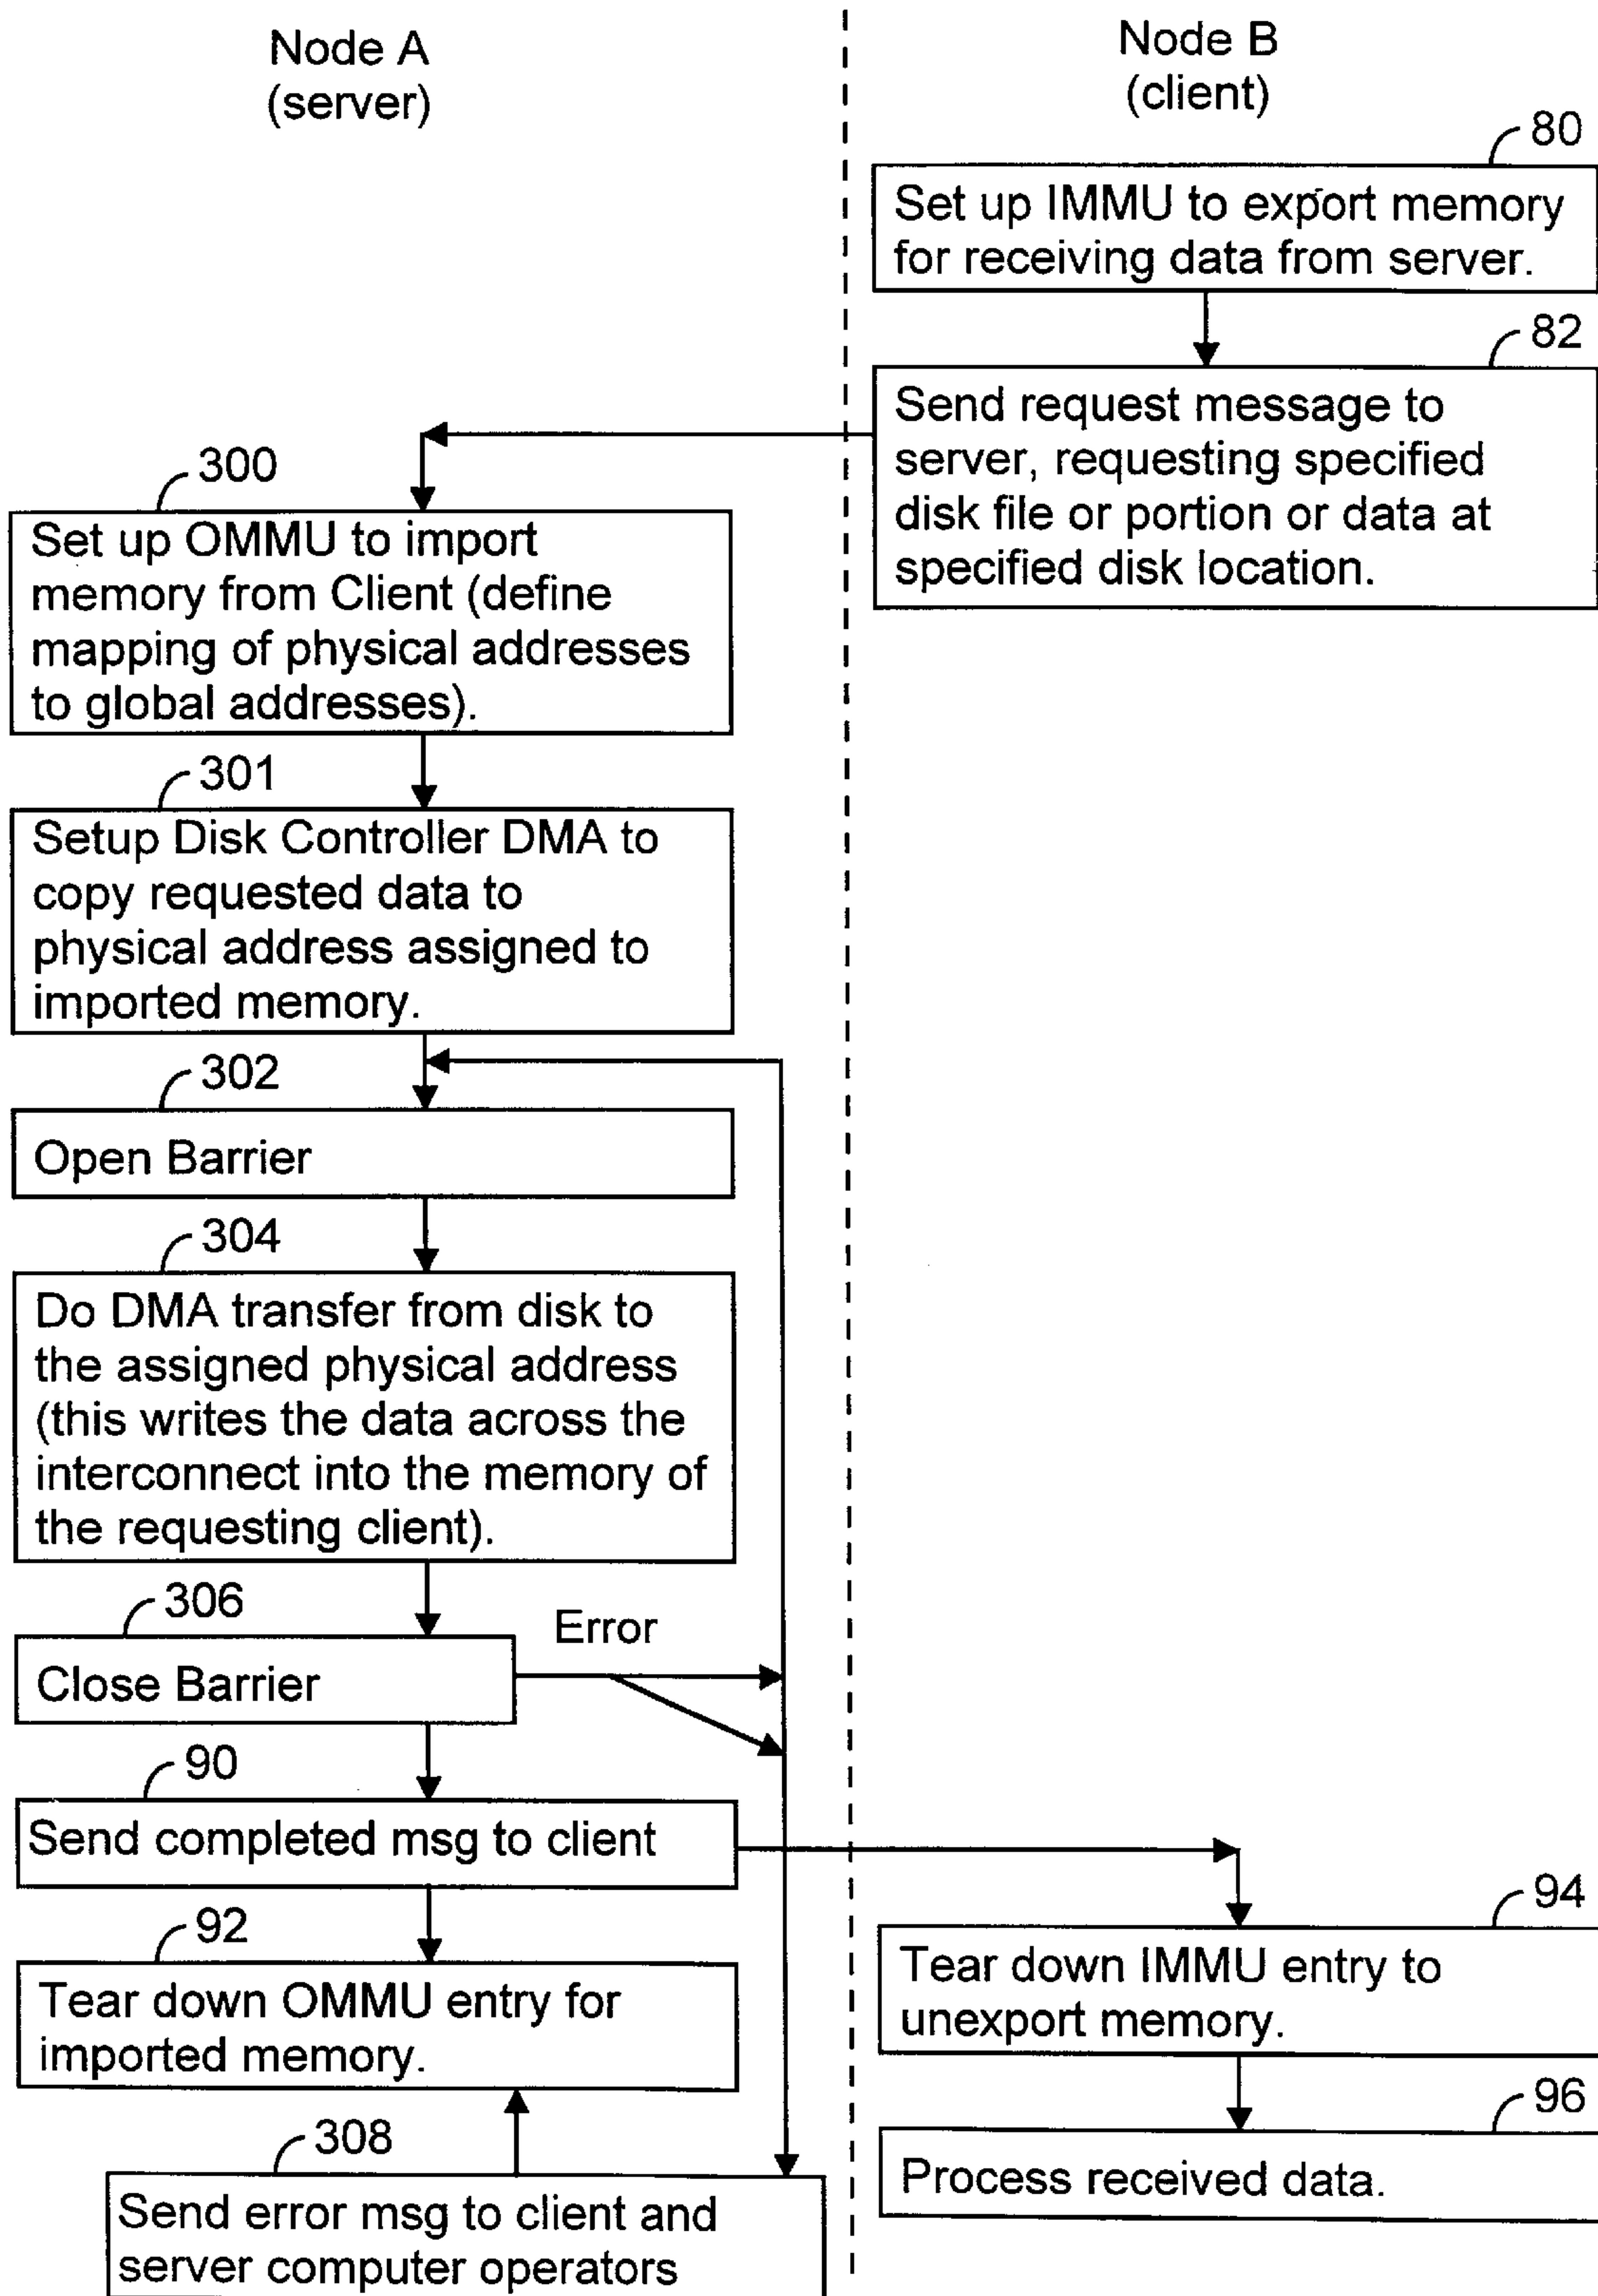 Node A
(server)
Node B
(client)
80
Set up IMMU to export memory
for receiving data from server.
82
Send request message to
server, requesting specified
disk file or portion or data at
specified disk location.
300
Set up OMMU to import
memory from Client (define
mapping of physical addresses
to global addresses).
301
Setup Disk Controller DMA to
copy requested data to
physical address assigned to
imported memory.
302
Open Barrier
304
Do DMA transfer from disk to
the assigned physical address
(this writes the data across the
interconnect into the memory of
the requesting client).
306
Error
Close Barrier
90
Send completed msg to client
92
Tear down OMMU entry for
imported memory.
94
Tear down IMMU entry to
unexport memory.
96
Process received data.
308
Send error msg to client and
server computer operators